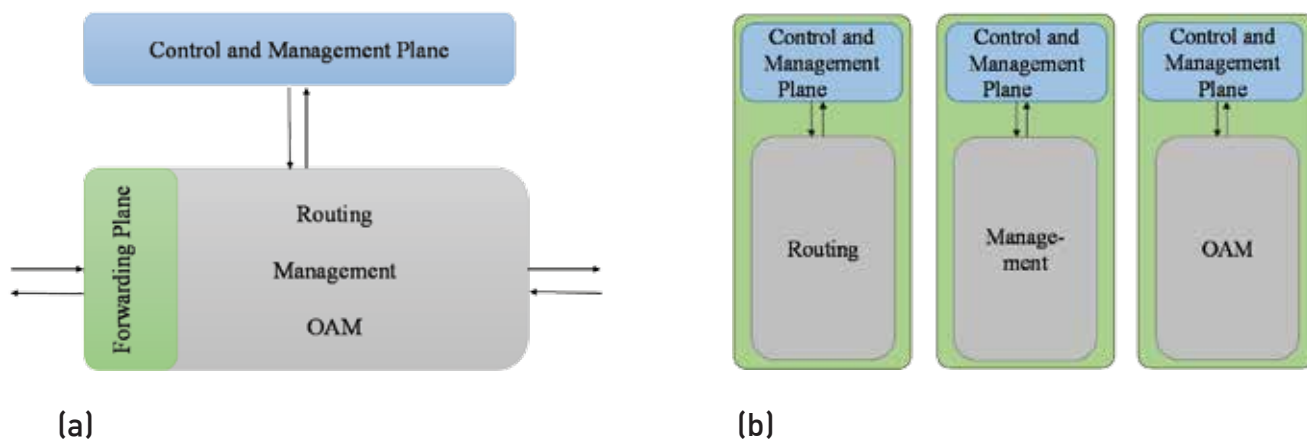 Control and Management Plane
Forwarding Plane
Routing
Management
OAM
(a)
Control and
Management
Plane
Routing
Control and
Management
Plane
Manage-
ment
Control and
Management
Plane
OAM
(b)